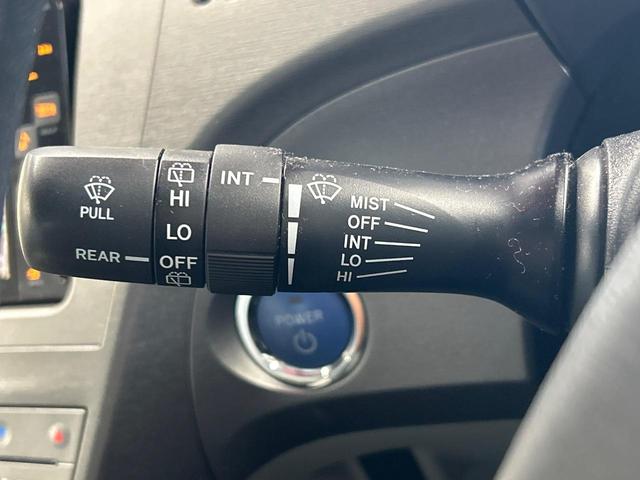 PULL
REAR
HI
LO
OFF
INT
MIST
OFF
INT
LO
HI
POWER